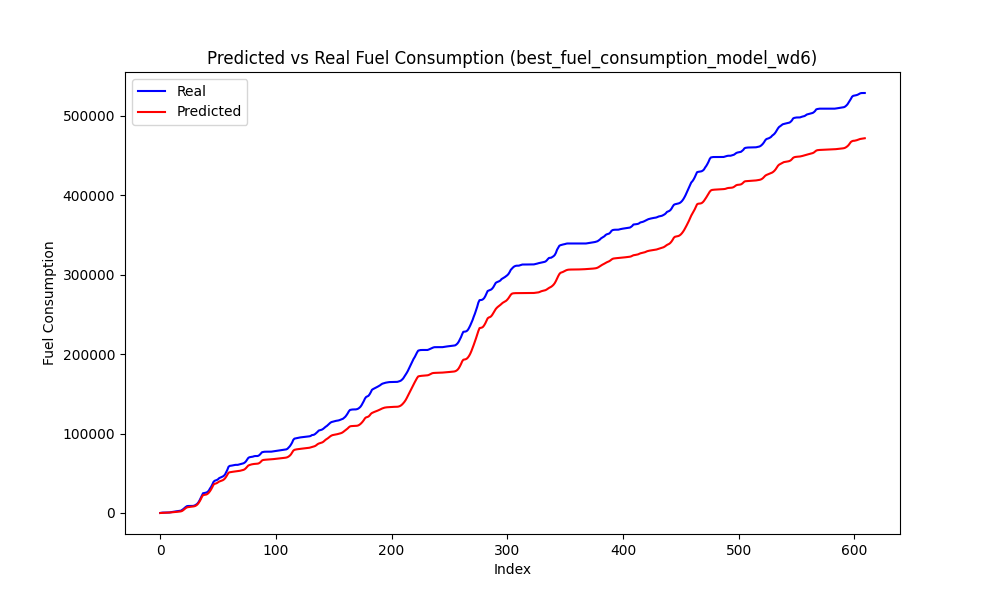 Predicted vs Real Fuel Consumption (best_fuel_consumption_model_wd6)
Real
Predicted
Fuel Consumption
500000
400000
300000
200000
100000
0
0 100 200 300 400 500 600
Index